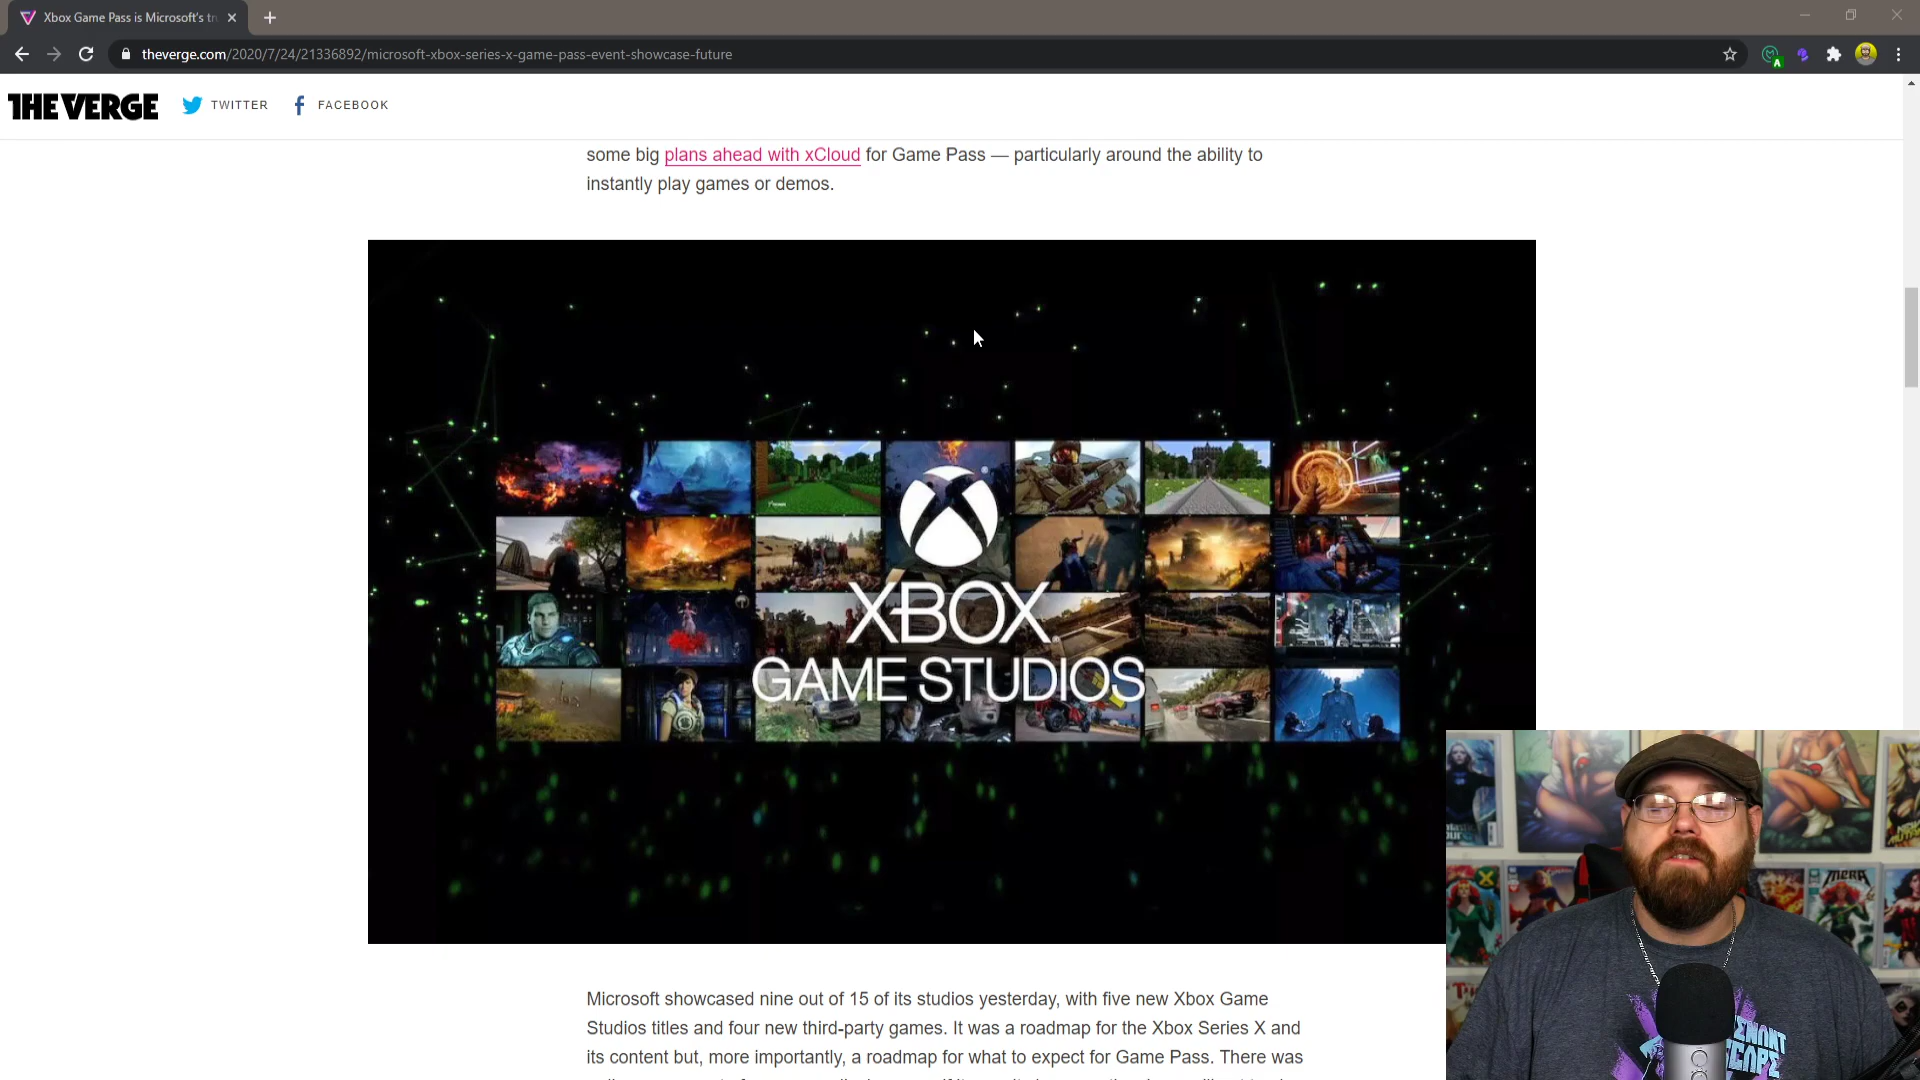 Xbox Game Pass is Microsoft's tr
theverge.com/2020/7/24/21336892/microsoft-xbox-series-x-game-pass-event-showcase-future
THE VERGE
TWITTER
FACEBOOK
some big plans ahead with xCloud for Game Pass — particularly around the ability to
instantly play games or demos.
XBOX
GAME STUDIOS
Microsoft showcased nine out of 15 of its studios yesterday, with five new Xbox Game
Studios titles and four new third-party games. It was a roadmap for the Xbox Series X and
its content but, more importantly, a roadmap for what to expect for Game Pass. There was
MERA